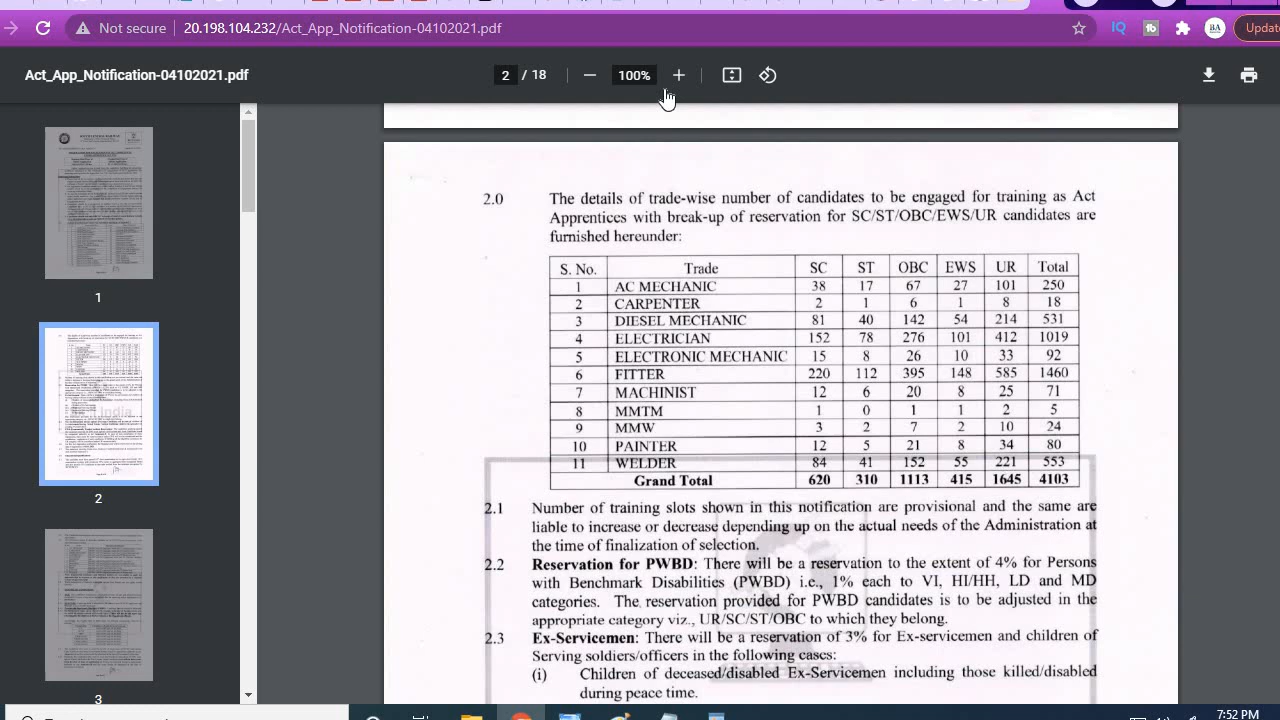 Not secure | 20.198.104.232/Act_App_Notification-04102021.pdf
IQ
BA
Updat
Act_App_Notification-04102021.pdf
2 / 18
100%
1
2
3
2.0 The details of trade-wise number of candidates to be engaged for training as Act
Apprentices with break-up of reservation for SC/ST/OBC/EWS/UR candidates are
furnished hereunder:
S. No. Trade SC ST OBC EWS UR Total
1 AC MECHANIC 38 17 67 27 101 250
2 CARPENTER 2 1 6 1 8 18
3 DIESEL MECHANIC 81 40 142 54 214 531
4 ELECTRICIAN 152 78 276 101 412 1019
5 ELECTRONIC MECHANIC 15 8 26 10 33 92
6 FITTER 220 112 395 148 585 1460
7 MACHINIST 12 6 20 8 25 71
8 MMTM 1 0 1 1 2 5
9 MMW 3 2 7 2 10 24
10 PAINTER 12 5 21 8 34 80
11 WELDER 84 41 152 55 221 553
Grand Total 620 310 1113 415 1645 4103
2.1 Number of training slots shown in this notification are provisional and the same are
liable to increase or decrease depending up on the actual needs of the Administration at
the time of finalization of selection.
2.2 Reservation for PWBD: There will be a reservation to the extent of 4% for Persons
with Benchmark Disabilities (PWBD) i.e., 1% each to VI, HI/HH, LD and MD
categories. The reservation provided for PWBD candidates is to be adjusted in the
appropriate category viz., UR/SC/ST/OBC to which they belong.
2.3 Ex-Servicemen: There will be a reservation of 3% for Ex-servicemen and children of
Serving soldiers/officers in the following cases:
(i) Children of deceased/disabled Ex-Servicemen including those killed/disabled
during peace time.
7:52 PM